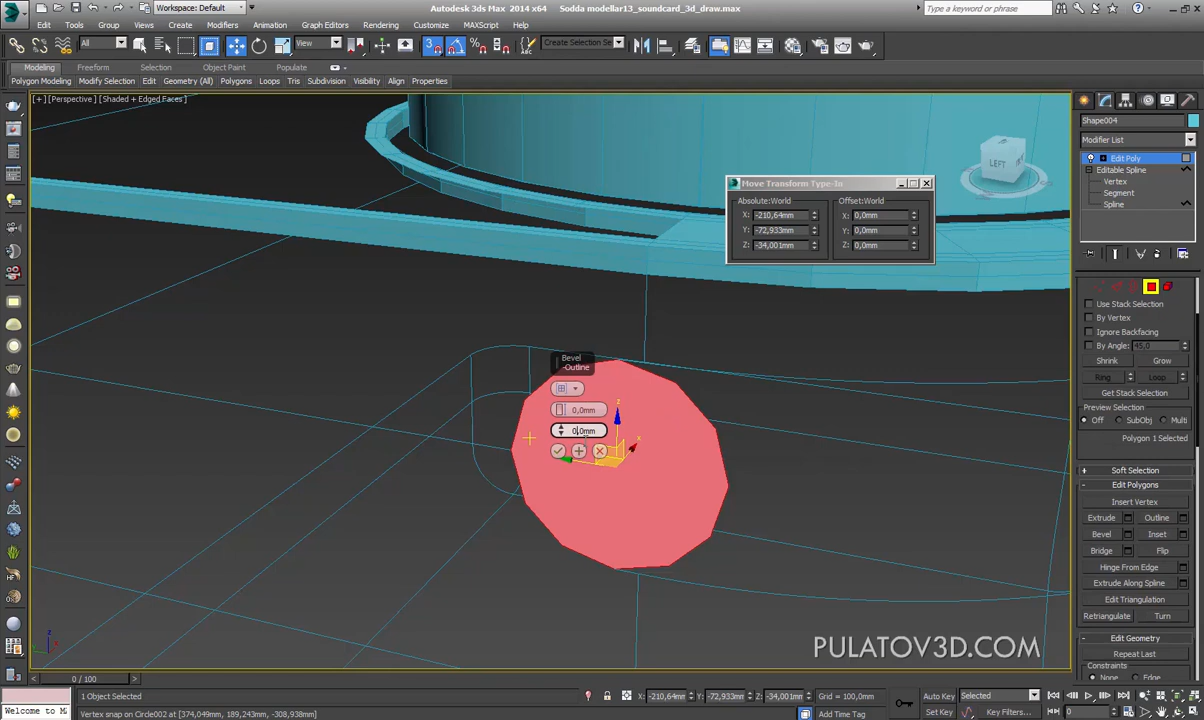 Autodesk 3ds Max 2014 x64    Sodda modellar13_soundcard_3d_draw.max
Workspace: Default
Type a keyword or phrase
Edit Tools Group Views Create Modifiers Animation Graph Editors Rendering Customize MAXScript Help
All
View
3
Create Selection Se
Modeling Freeform Selection Object Paint Populate
Polygon Modeling Modify Selection Edit Geometry (All) Polygons Loops Tris Subdivision Visibility Align Properties
[+] [Perspective] [Shaded + Edged Faces]
LEFT
Move Transform Type-In
Absolute:World Offset:World
X: -210,64mm X: 0,0mm
Y: -72,933mm Y: 0,0mm
Z: -34,001mm Z: 0,0mm
Bevel
-Outline
0,0mm
0,0mm
z
x
Shape004
Modifier List
Edit Poly
Editable Spline
Vertex
Segment
Spline
Use Stack Selection
By Vertex
Ignore Backfacing
By Angle: 45,0
Shrink Grow
Ring Loop
Get Stack Selection
Preview Selection
Off SubObj Multi
Polygon 1 Selected
Soft Selection
Edit Polygons
Insert Vertex
Extrude Outline
Bevel Inset
Bridge Flip
Hinge From Edge
Extrude Along Spline
Edit Triangulation
Retriangulate Turn
Edit Geometry
Repeat Last
Constraints
None Edge
PULATOV3D.COM
0 / 100
1 Object Selected
X: -210,64mm Y: -72,933mm Z: -34,001mm Grid = 100,0mm
Auto Key Selected
Welcome to M
Vertex snap on Circle002 at [374,049mm, 189,243mm, -308,938mm]
Add Time Tag
Set Key Key Filters...
0